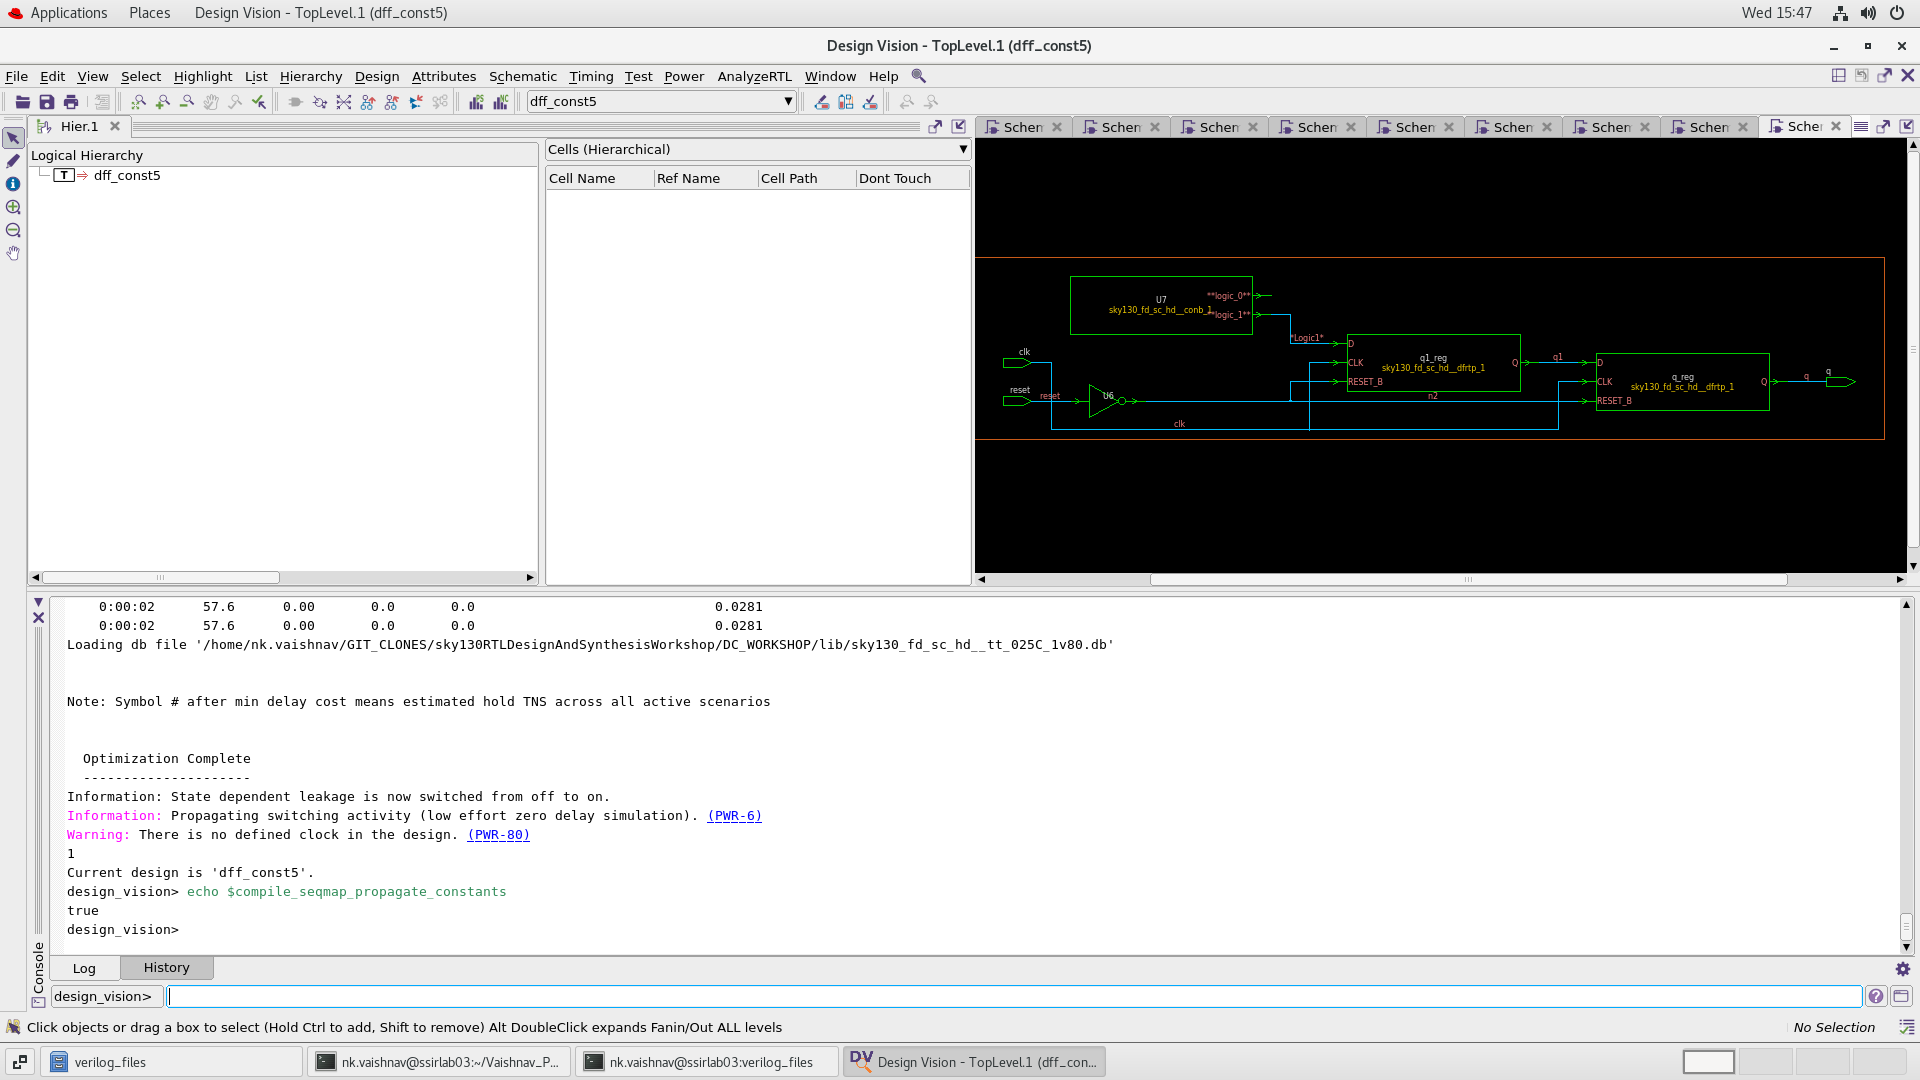 Applications Places Design Vision - TopLevel.1 (dff_const5) Wed 15:47
Design Vision - TopLevel.1 (dff_const5)
File Edit View Select Highlight List Hierarchy Design Attributes Schematic Timing Test Power AnalyzeRTL Window Help
dff_const5
Hier.1
Schen Schen Schen Schen Schen Schen Schen Schen Sche
Logical Hierarchy
T dff_const5
Cells (Hierarchical)
Cell Name Ref Name Cell Path Dont Touch
U7
sky130_fd_sc_hd__conb_1
**logic_0**
*logic_1**
*Logic1*
clk
reset
reset
U6
clk
D
CLK
RESET_B
q1_reg
sky130_fd_sc_hd__dfrtp_1
Q
q1
n2
D
CLK
RESET_B
q_reg
sky130_fd_sc_hd__dfrtp_1
Q
q
q
0:00:02 57.6 0.00 0.0 0.0 0.0281
0:00:02 57.6 0.00 0.0 0.0 0.0281
Loading db file '/home/nk.vaishnav/GIT_CLONES/sky130RTLDesignAndSynthesisWorkshop/DC_WORKSHOP/lib/sky130_fd_sc_hd__tt_025C_1v80.db'
Note: Symbol # after min delay cost means estimated hold TNS across all active scenarios
Optimization Complete
---------------------
Information: State dependent leakage is now switched from off to on.
Information: Propagating switching activity (low effort zero delay simulation). (PWR-6)
Warning: There is no defined clock in the design. (PWR-80)
1
Current design is 'dff_const5'.
design_vision> echo $compile_seqmap_propagate_constants
true
design_vision>
Console
Log History
design_vision>
Click objects or drag a box to select (Hold Ctrl to add, Shift to remove) Alt DoubleClick expands Fanin/Out ALL levels No Selection
verilog_files nk.vaishnav@ssirlab03:~/Vaishnav_P... nk.vaishnav@ssirlab03:verilog_files DV Design Vision - TopLevel.1 (dff_con...